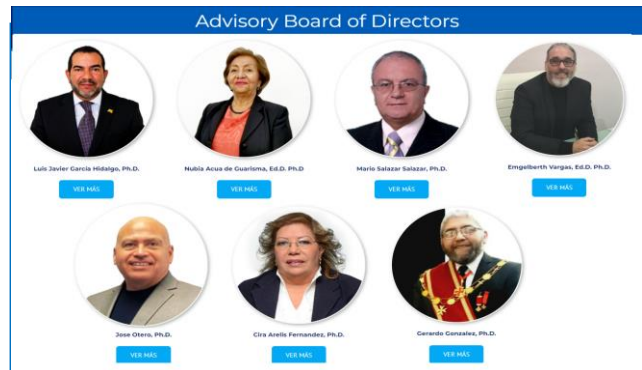 Advisory Board of Directors
Luis Javier Garcia Hidalgo, Ph.D.
Nubia Acua de Guarisma, Ed.D. Ph.D
Mario Salazar Salazar, Ph.D.
Emgelberth Vargas, Ed.D. Ph.D.
VER MÁS
VER MÁS
VER MÁS
VER MÁS
Jose Otero, Ph.D.
Cira Arelis Fernandez, Ph.D.
Gerardo Gonzalez, Ph.D.
VER MÁS
VER MÁS
VER MÁS